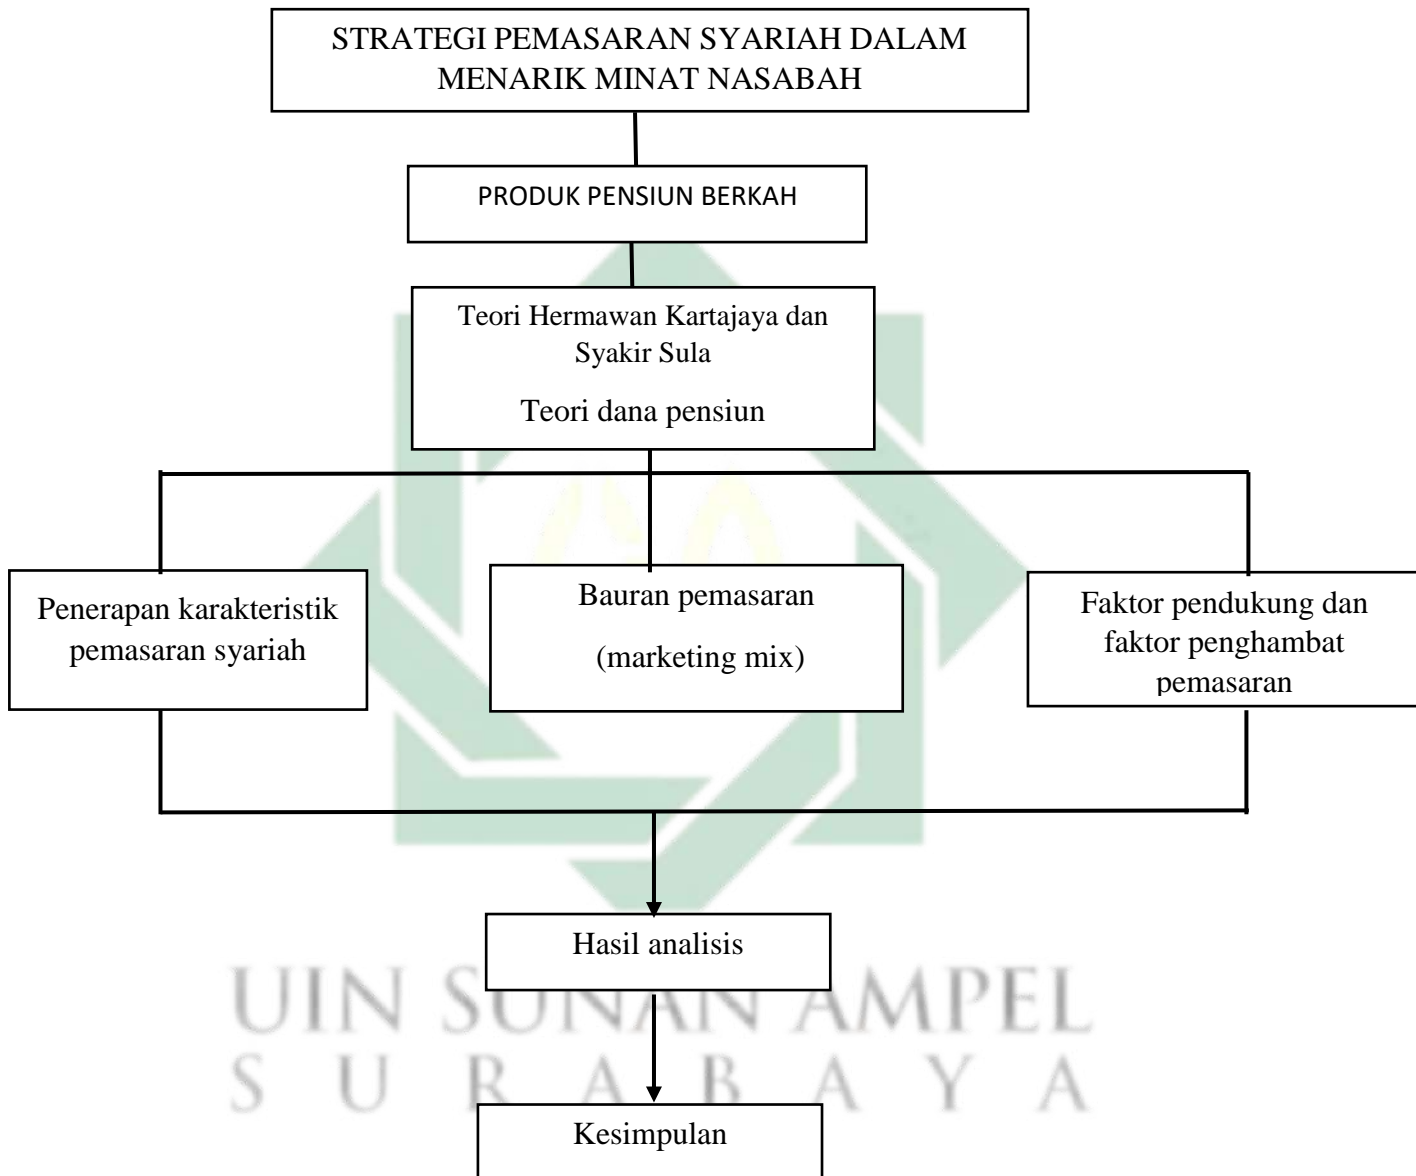 STRATEGI PEMASARAN SYARIAH DALAM
MENARIK MINAT NASABAH
PRODUK PENSIUN BERKAH
Teori Hermawan Kartajaya dan
Syakir Sula
Teori dana pensiun
Penerapan karakteristik
pemasaran syariah
Bauran pemasaran
(marketing mix)
Faktor pendukung dan
faktor penghambat
pemasaran
Hasil analisis
UIN SUNAN AMPEL
SURABAYA
Kesimpulan